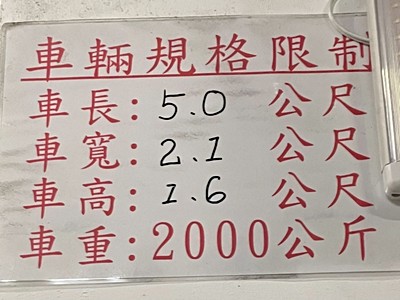 車輛規格限制
車長:5.0 公尺
車寬:2.1 公尺
車高:1.6 公尺
車重:2000公斤